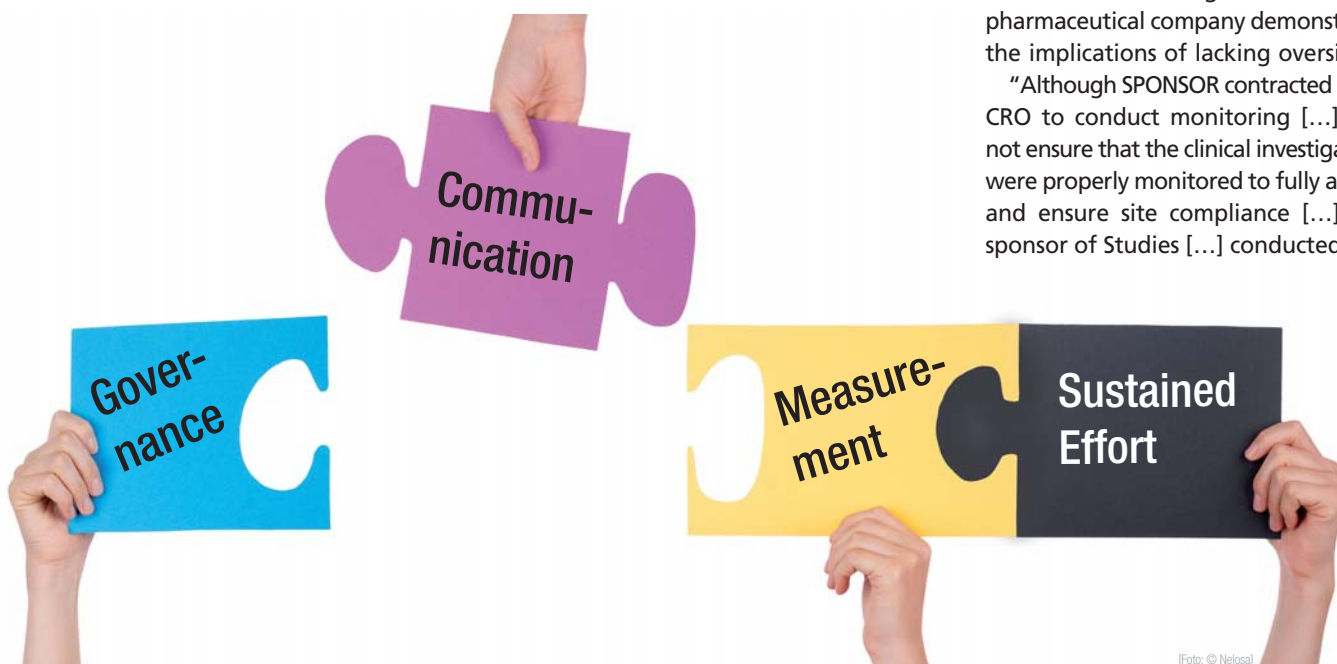 pharmaceutical company demonst
the implications of lacking oversi
“Although SPONSOR contracted
CRO to conduct monitoring […]
not ensure that the clinical investiga
were properly monitored to fully a
and ensure site compliance […]
sponsor of Studies […] conducted
Commu-
nication
Gover-
nance
Measure-
ment
Sustained
Effort
[Foto: © Nelosa]